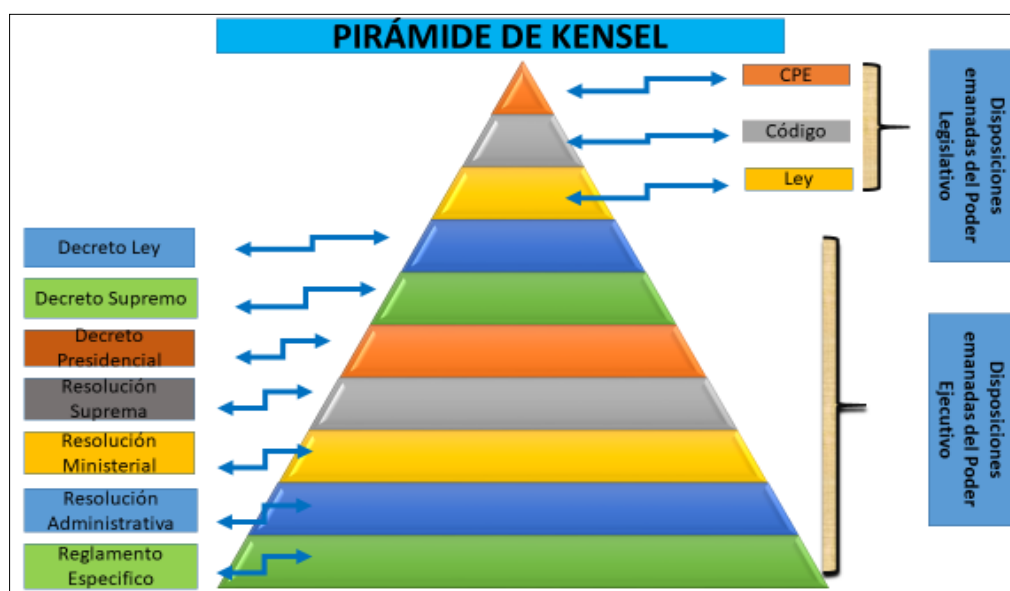 PIRÁMIDE DE KENSEL
CPE
Código
Ley
Disposiciones
emanadas del Poder
Legislativo
Decreto Ley
Decreto Supremo
Decreto
Presidencial
Resolución
Suprema
Resolución
Ministerial
Resolución
Administrativa
Reglamento
Especifico
Disposiciones
emanadas del Poder
Ejecutivo